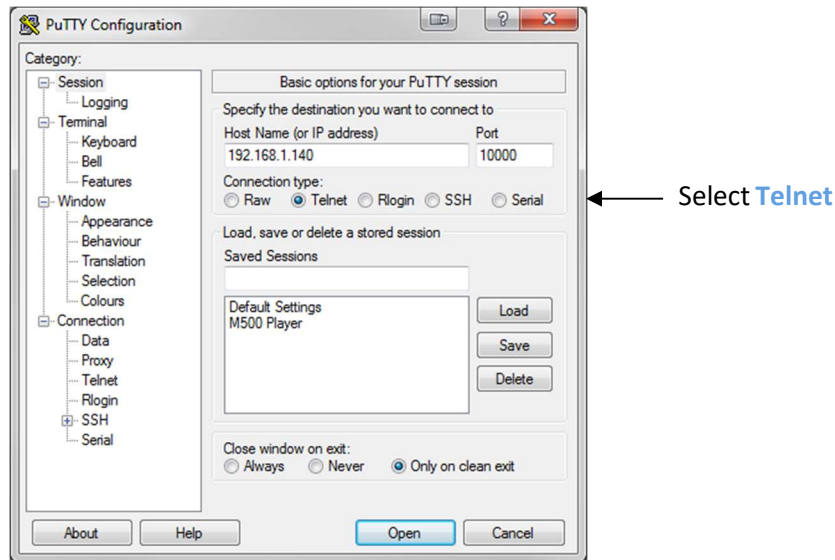 PuTTY Configuration
Category:
Session
Logging
Terminal
Keyboard
Bell
Features
Window
Appearance
Behaviour
Translation
Selection
Colours
Connection
Data
Proxy
Telnet
Rlogin
SSH
Serial
Basic options for your PuTTY session
Specify the destination you want to connect to
Host Name (or IP address) Port
192.168.1.140 10000
Connection type:
Raw Telnet Rlogin SSH Serial
Load, save or delete a stored session
Saved Sessions
Default Settings
M500 Player
Load
Save
Delete
Close window on exit:
Always Never Only on clean exit
About Help Open Cancel
Select Telnet